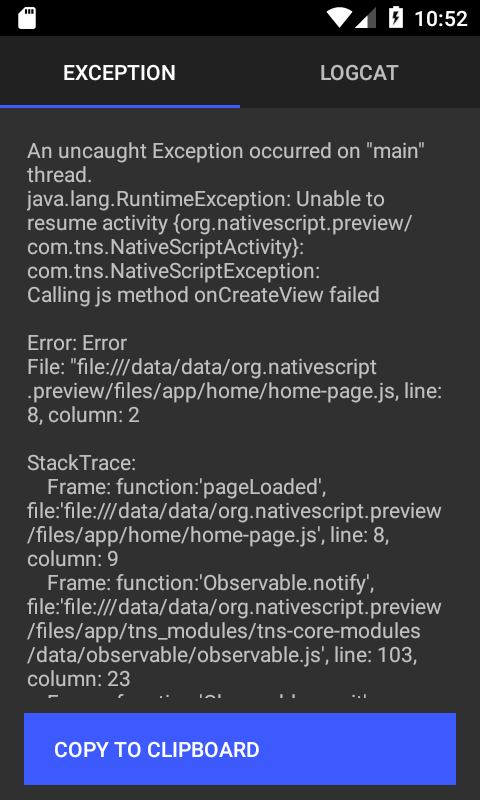 10:52
EXCEPTION
LOGCAT
An uncaught Exception occurred on "main"
thread.
java.lang.RuntimeException: Unable to
resume activity {org.nativescript.preview/
com.tns.NativeScriptActivity}:
com.tns.NativeScriptException:
Calling js method onCreateView failed
Error: Error
File: "file:///data/data/org.nativescript
.preview/files/app/home/home-page.js, line:
8, column: 2
StackTrace:
Frame: function:'pageLoaded',
file:'file:///data/data/org.nativescript.preview
/files/app/home/home-page.js', line: 8,
column: 9
Frame: function:'Observable.notify',
file:'file:///data/data/org.nativescript.preview
/files/app/tns_modules/tns-core-modules
/data/observable/observable.js', line: 103,
column: 23
COPY TO CLIPBOARD